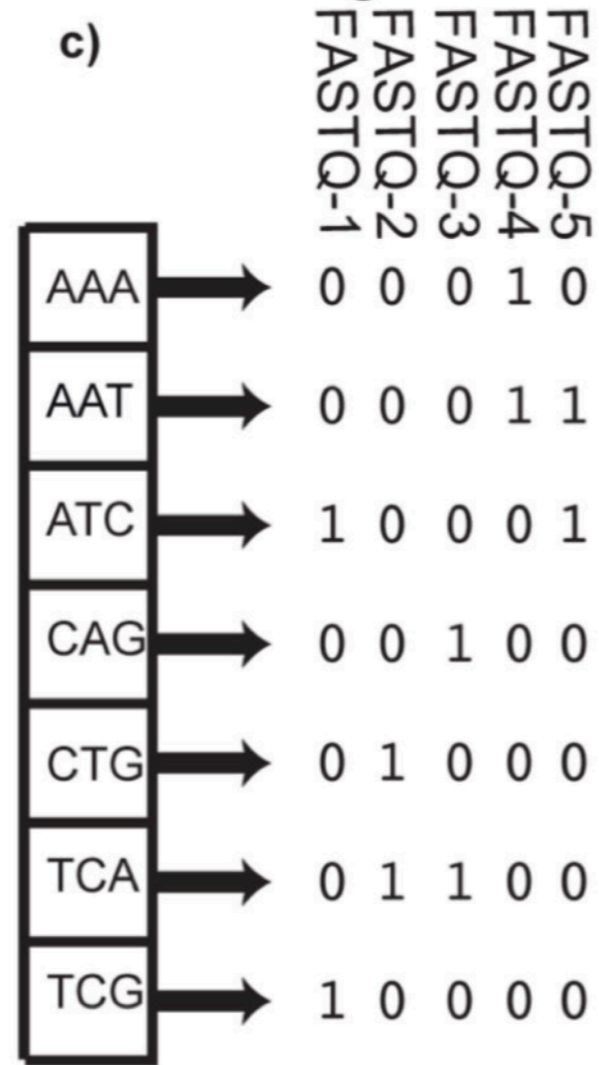 c)
FASTQ-1 FASTQ-2 FASTQ-3 FASTQ-4 FASTQ-5
AAA 0 0 0 1 0
AAT 0 0 0 1 1
ATC 1 0 0 0 1
CAG 0 0 1 0 0
CTG 0 1 0 0 0
TCA 0 1 1 0 0
TCG 1 0 0 0 0